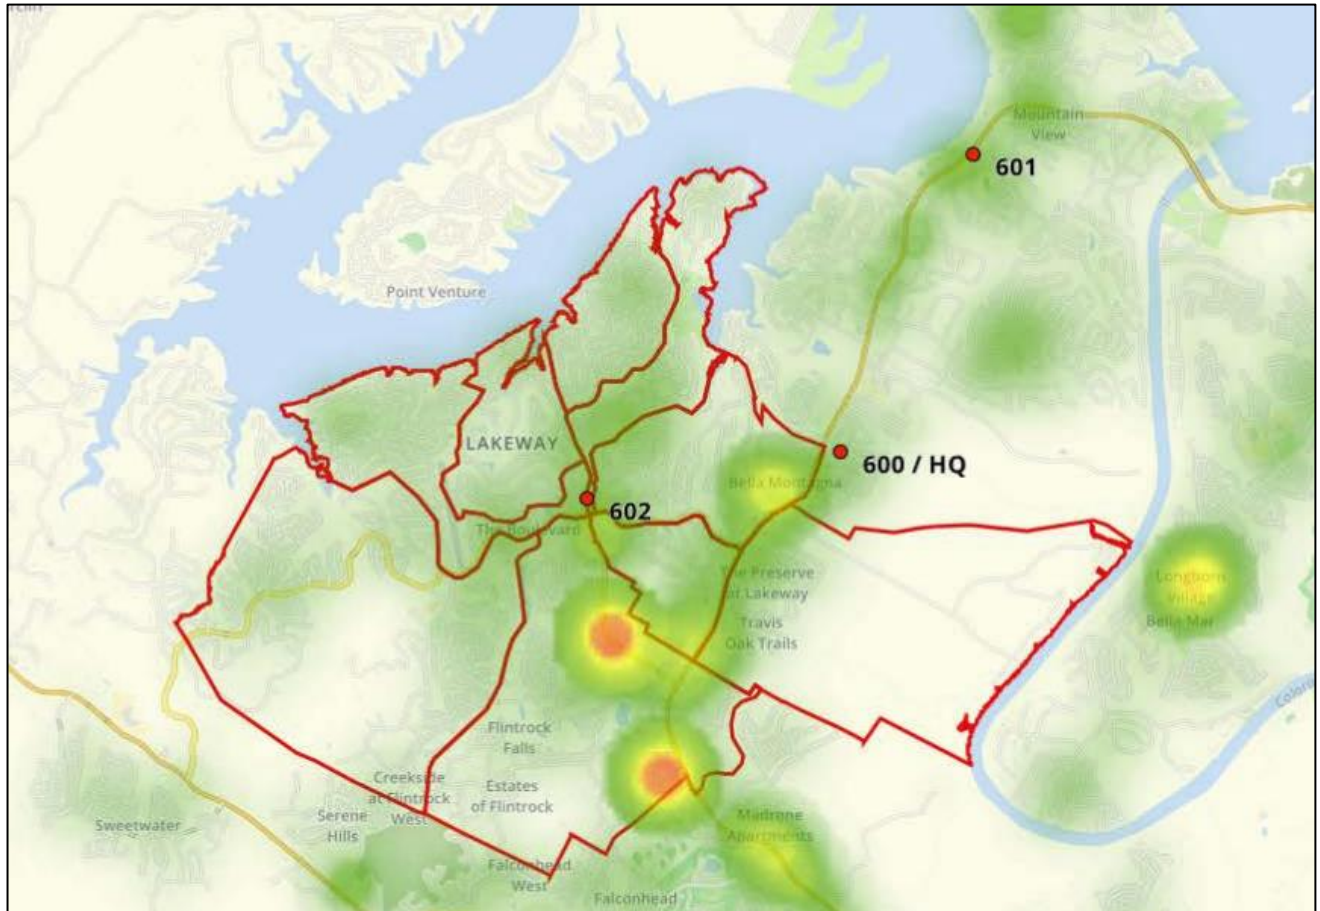 Mountain
View
601
Point Venture
LAKEWAY
600 / HQ
Bella Montagna
602
The Boulevard
The Preserve
at Lakeway
Longhorn
Village
Bella Mar
Travis
Oak Trails
Flintrock
Falls
Creekside
at Flintrock
West
Estates
of Flintrock
Serene
Hills
Sweetwater
Madrone
Apartments
Falconhead
West
Falconhead